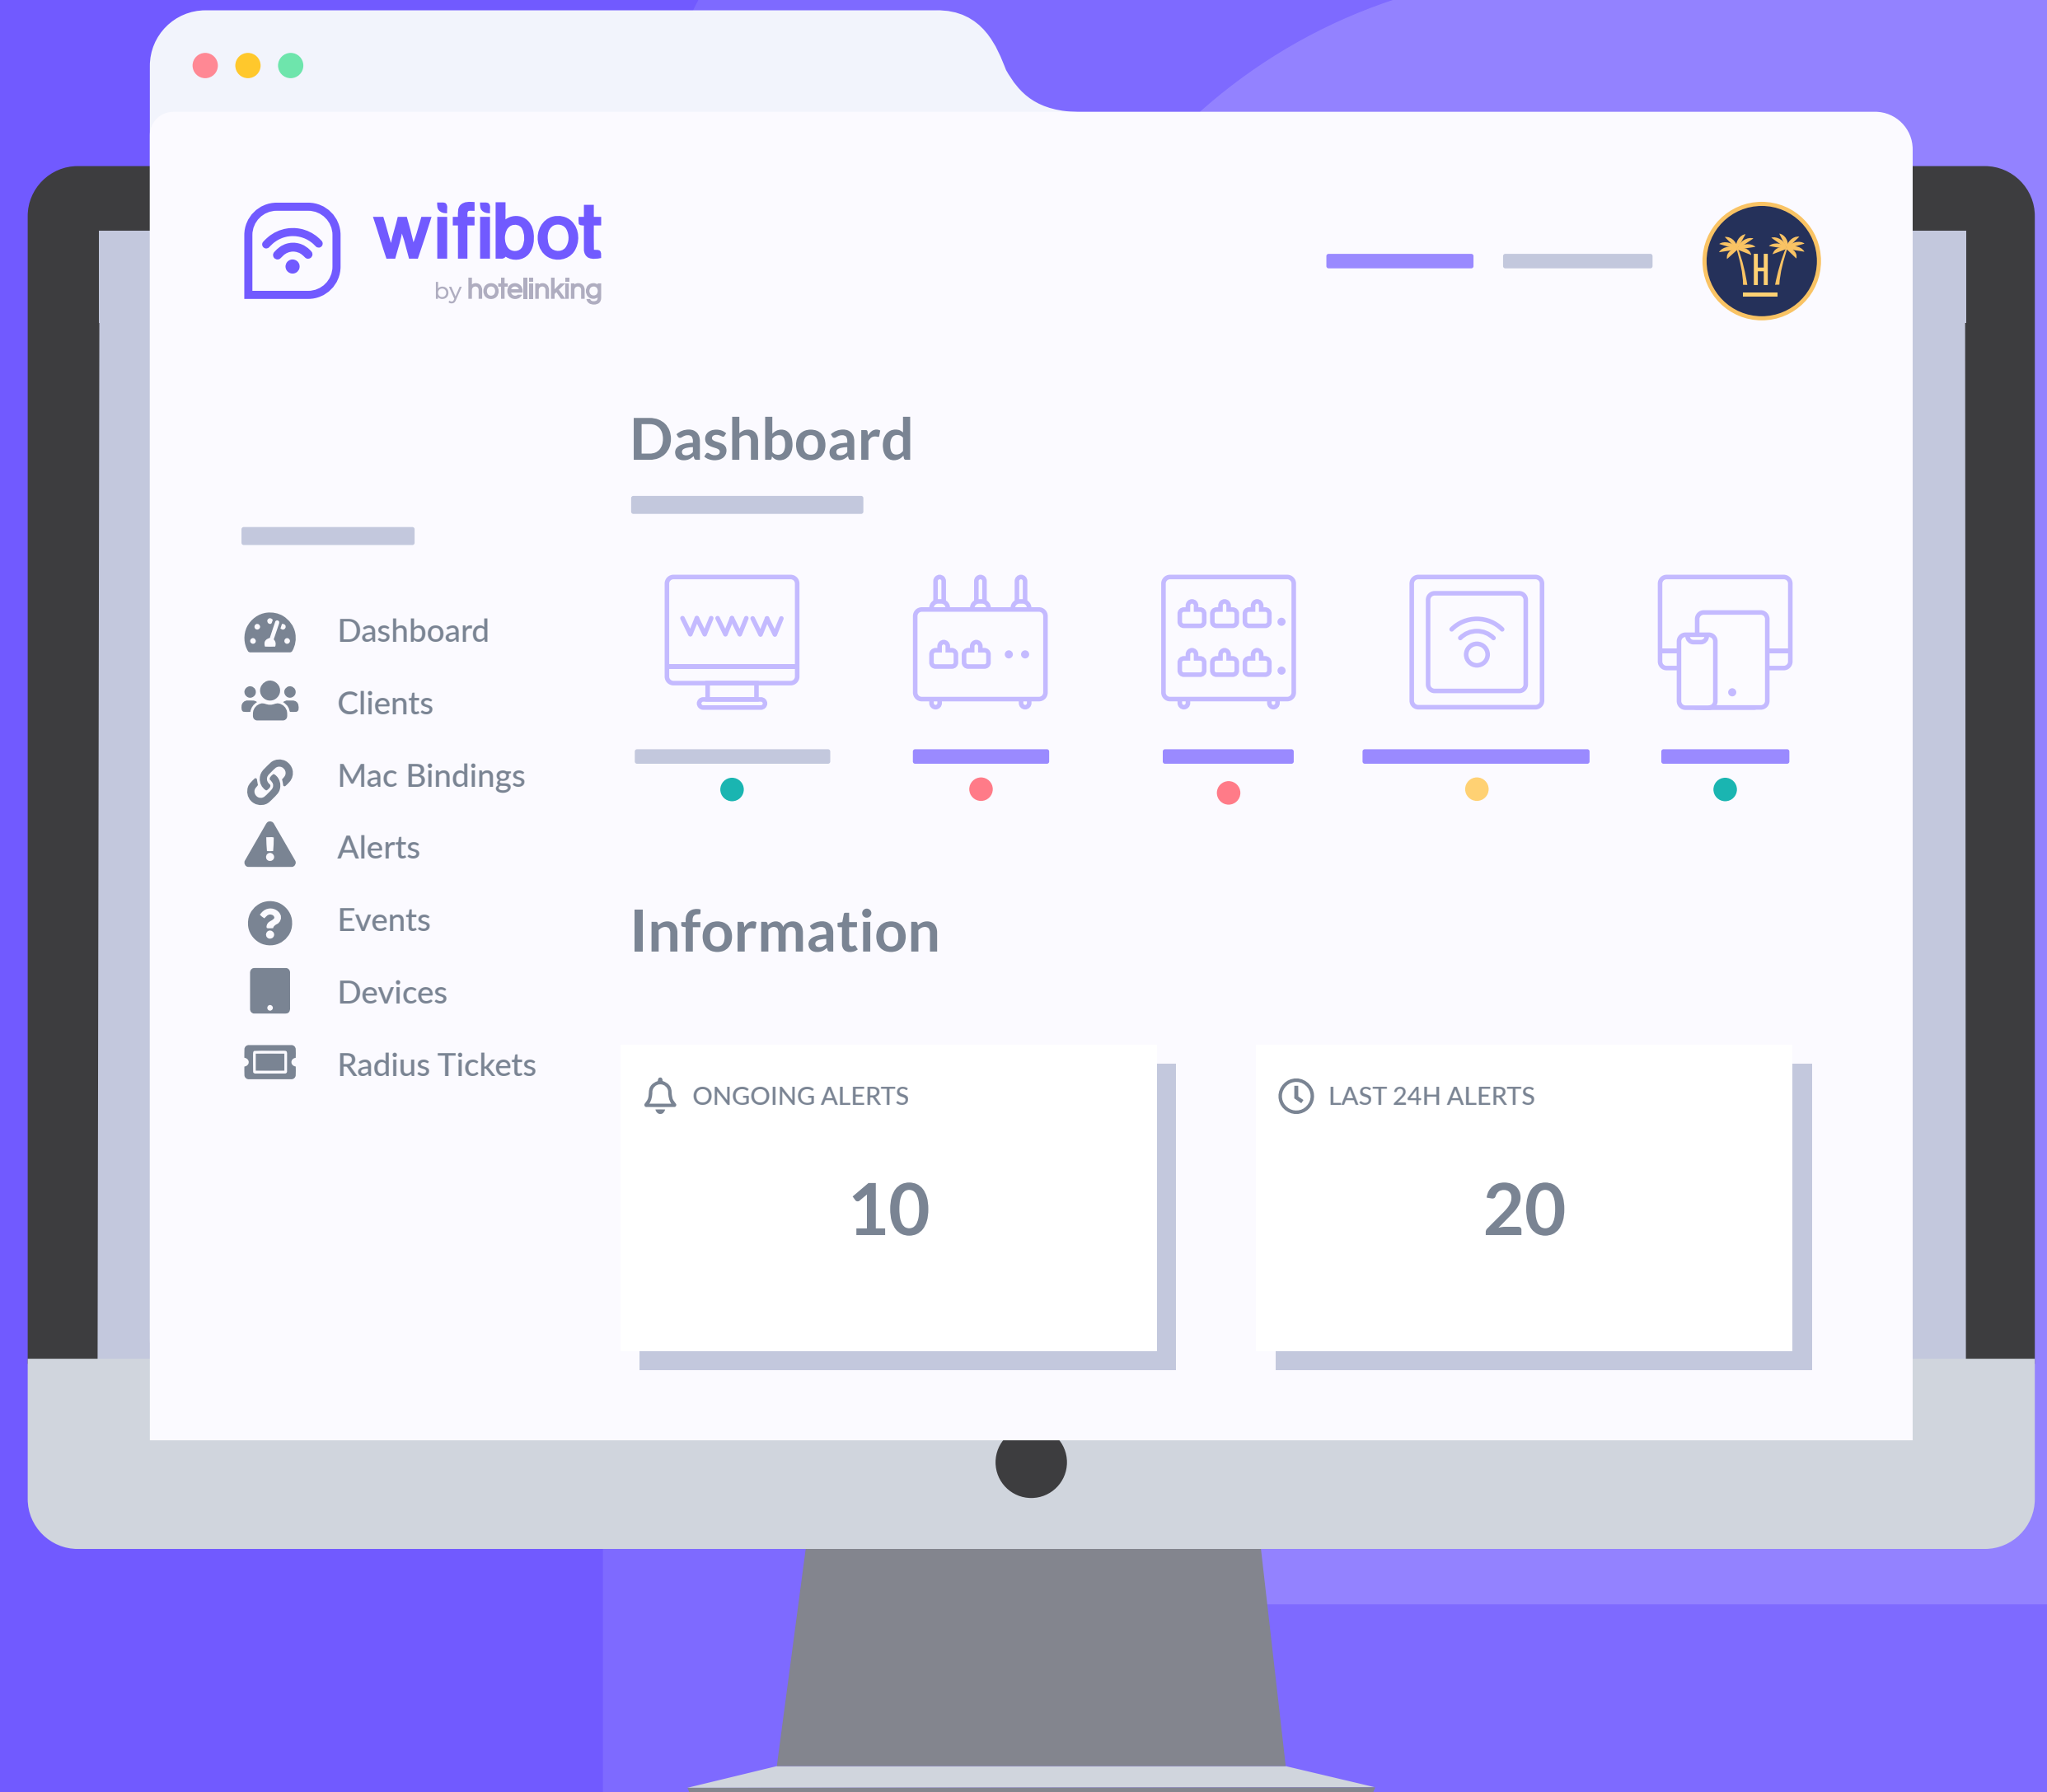 wifibot
by hotelinking
H
Dashboard
Dashboard
Clients
Mac Bindings
Alerts
Events
Devices
Radius Tickets
www
Information
ONGOING ALERTS
10
LAST 24H ALERTS
20